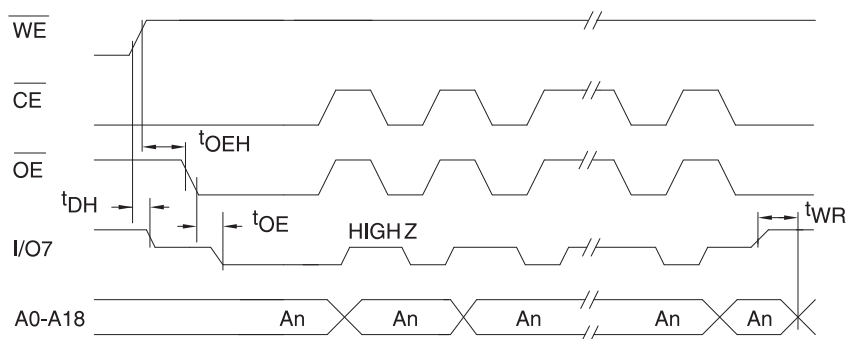 WE
CE
tOEH
OE
tDH
tOE
tWR
I/O7
HIGH Z
A0-A18
An An An An An